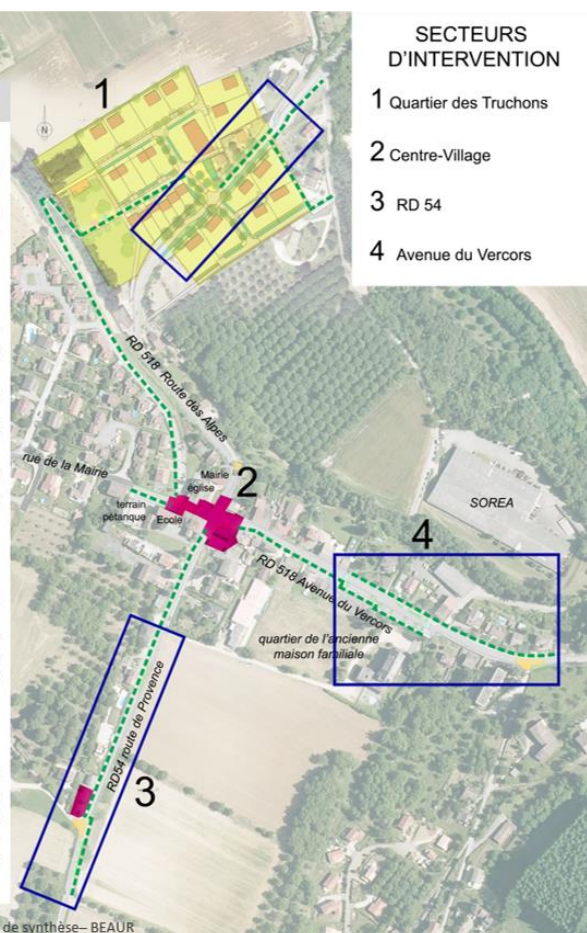 SECTEURS
D'INTERVENTION
1 Quartier des Truchons
2 Centre-Village
3 RD 54
4 Avenue du Vercors
1
N
RD 518 Route des Alpes
rue de la Mairie
Mairie
église
2
terrain
pétanque
Ecole
SOREA
4
RD 518 Avenue du Vercors
quartier de l'ancienne
maison familiale
RD54 route de Provence
3
de synthèse– BEAUR